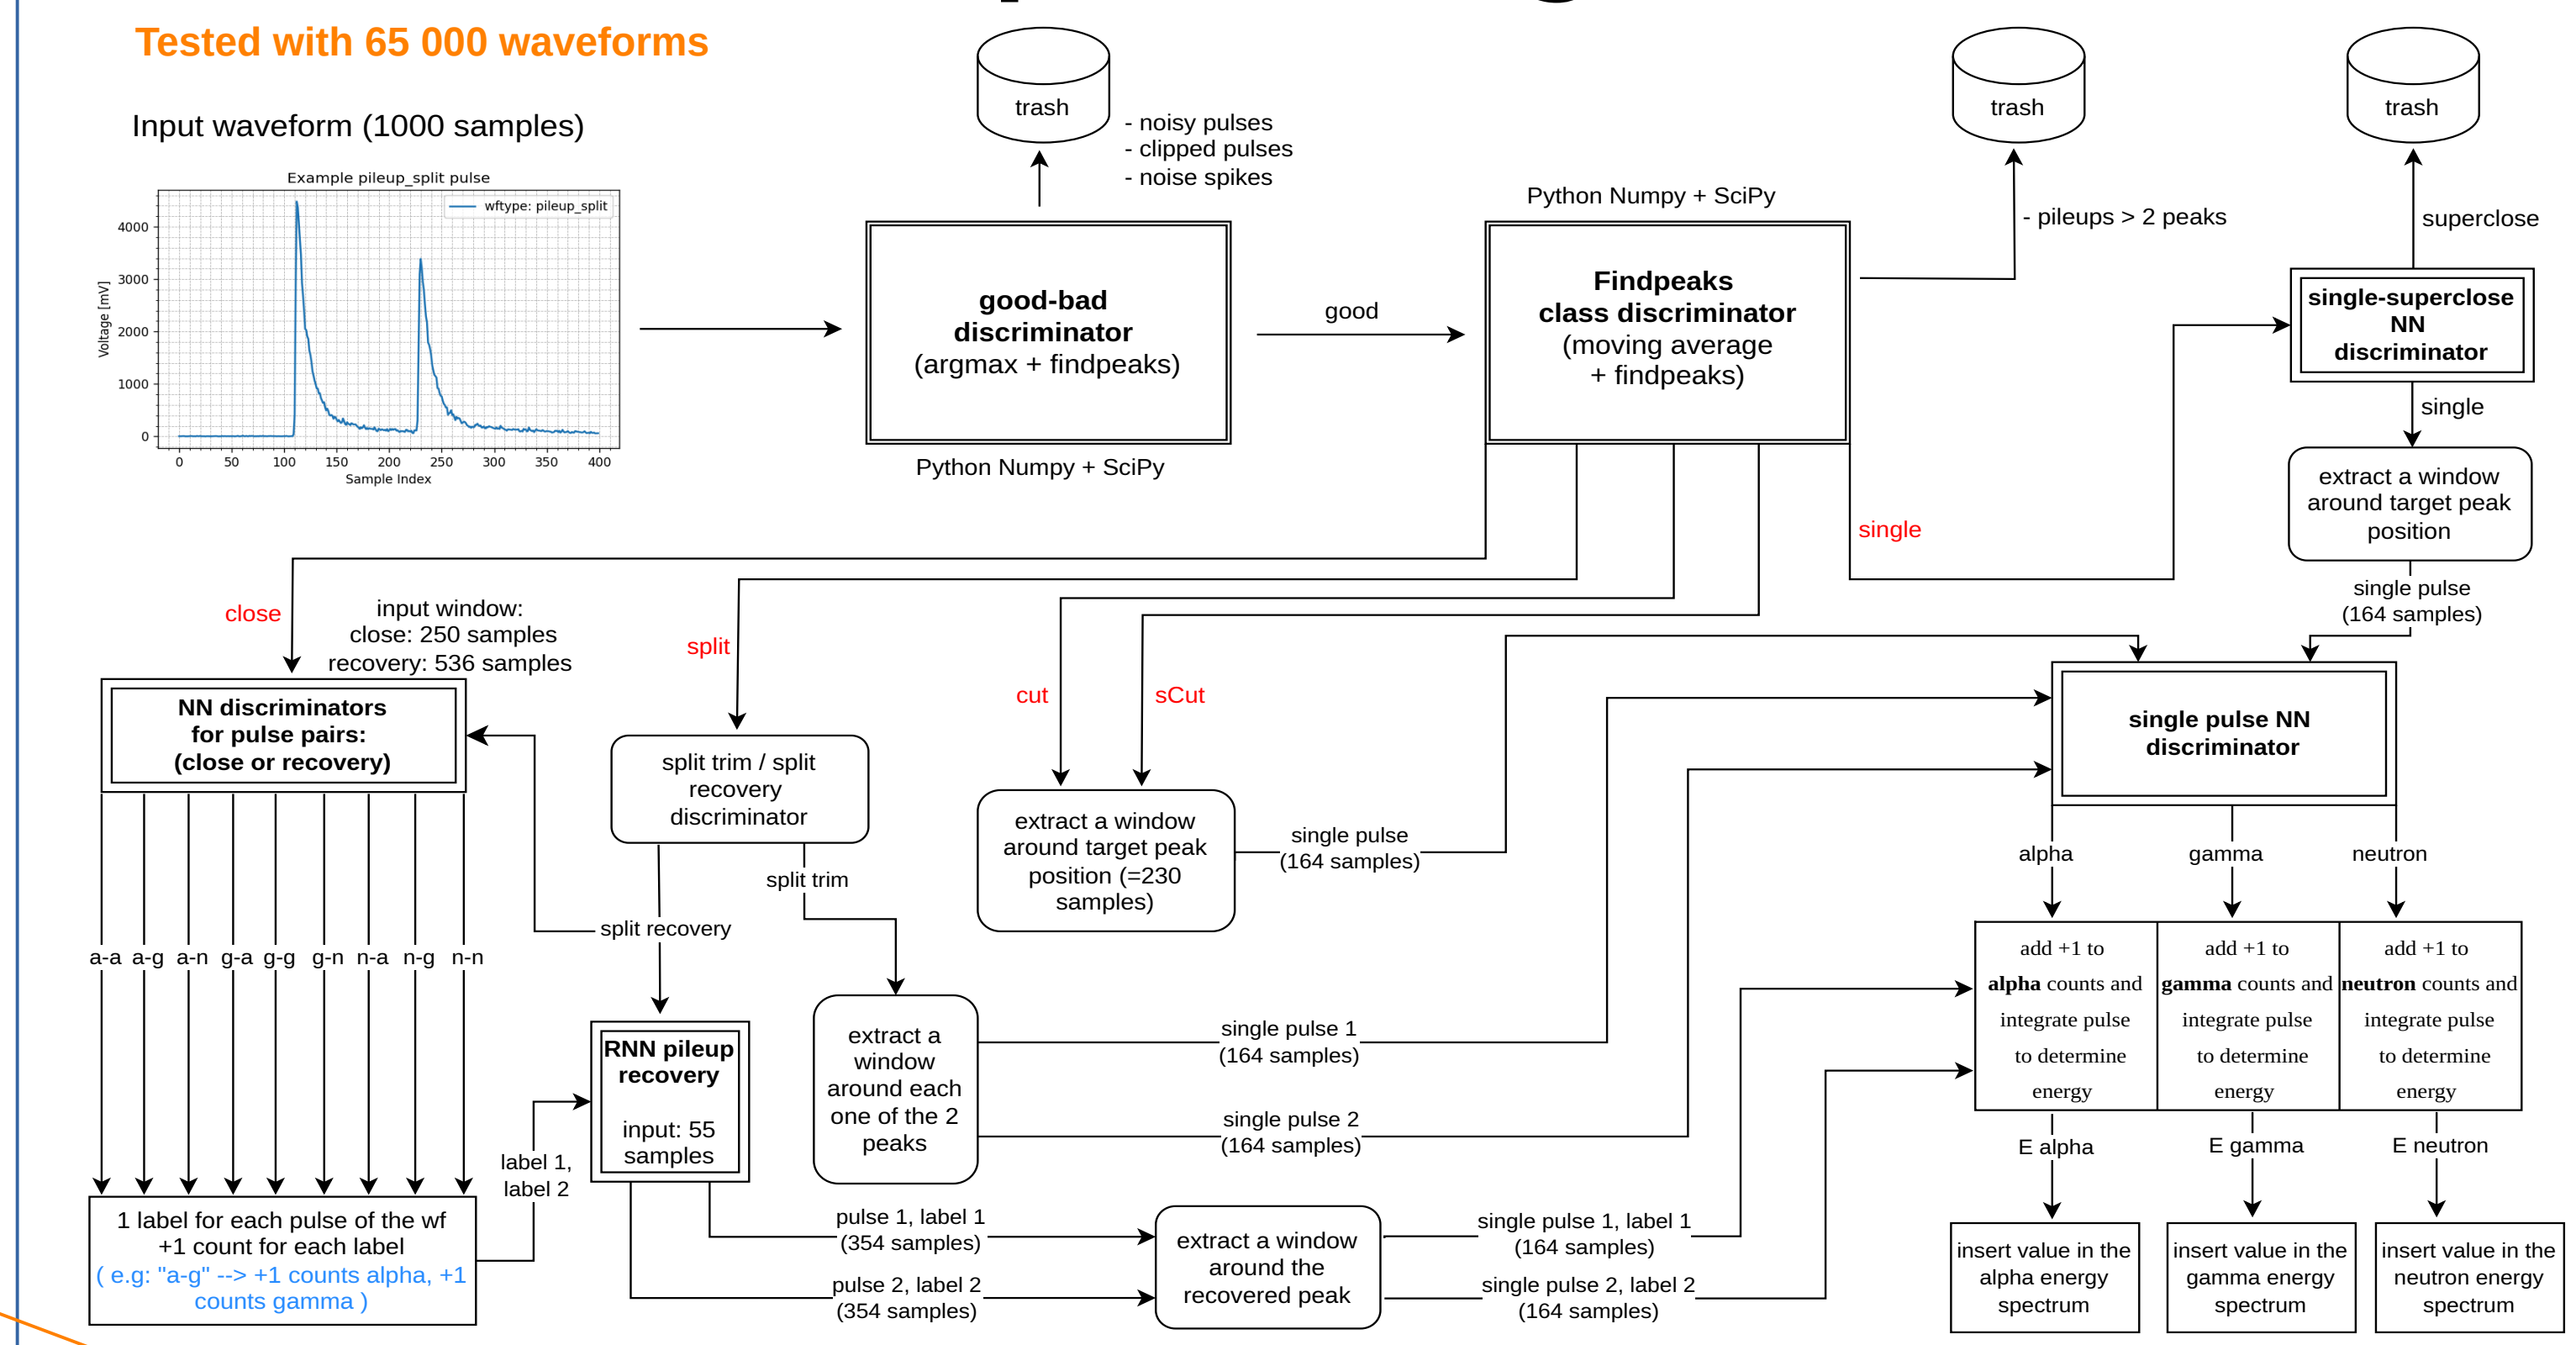 Tested with 65 000 waveforms
Input waveform (1000 samples)
Example pileup_split pulse
wftype: pileup_split
Voltage [mV]
4000
3000
2000
1000
0
0 50 100 150 200 250 300 350 400
Sample Index
trash
- noisy pulses
- clipped pulses
- noise spikes
good-bad
discriminator
(argmax + findpeaks)
Python Numpy + SciPy
good
Python Numpy + SciPy
Findpeaks
class discriminator
(moving average
+ findpeaks)
trash
- pileups > 2 peaks
trash
superclose
single-superclose
NN
discriminator
single
extract a window
around target peak
position
single pulse
(164 samples)
single
close
input window:
close: 250 samples
recovery: 536 samples
split
cut
sCut
NN discriminators
for pulse pairs:
(close or recovery)
split trim / split
recovery
discriminator
extract a window
around target peak
position (=230
samples)
single pulse
(164 samples)
single pulse NN
discriminator
alpha
gamma
neutron
split trim
split recovery
a-a a-g a-n g-a g-g g-n n-a n-g n-n
add +1 to
alpha counts and
integrate pulse
to determine
energy
add +1 to
gamma counts and
integrate pulse
to determine
energy
add +1 to
neutron counts and
integrate pulse
to determine
energy
RNN pileup
recovery
input: 55
samples
extract a
window
around each
one of the 2
peaks
single pulse 1
(164 samples)
single pulse 2
(164 samples)
label 1,
label 2
E alpha
E gamma
E neutron
1 label for each pulse of the wf
+1 count for each label
( e.g: "a-g" --> +1 counts alpha, +1
counts gamma )
pulse 1, label 1
(354 samples)
pulse 2, label 2
(354 samples)
extract a window
around the
recovered peak
single pulse 1, label 1
(164 samples)
single pulse 2, label 2
(164 samples)
insert value in the
alpha energy
spectrum
insert value in the
gamma energy
spectrum
insert value in the
neutron energy
spectrum